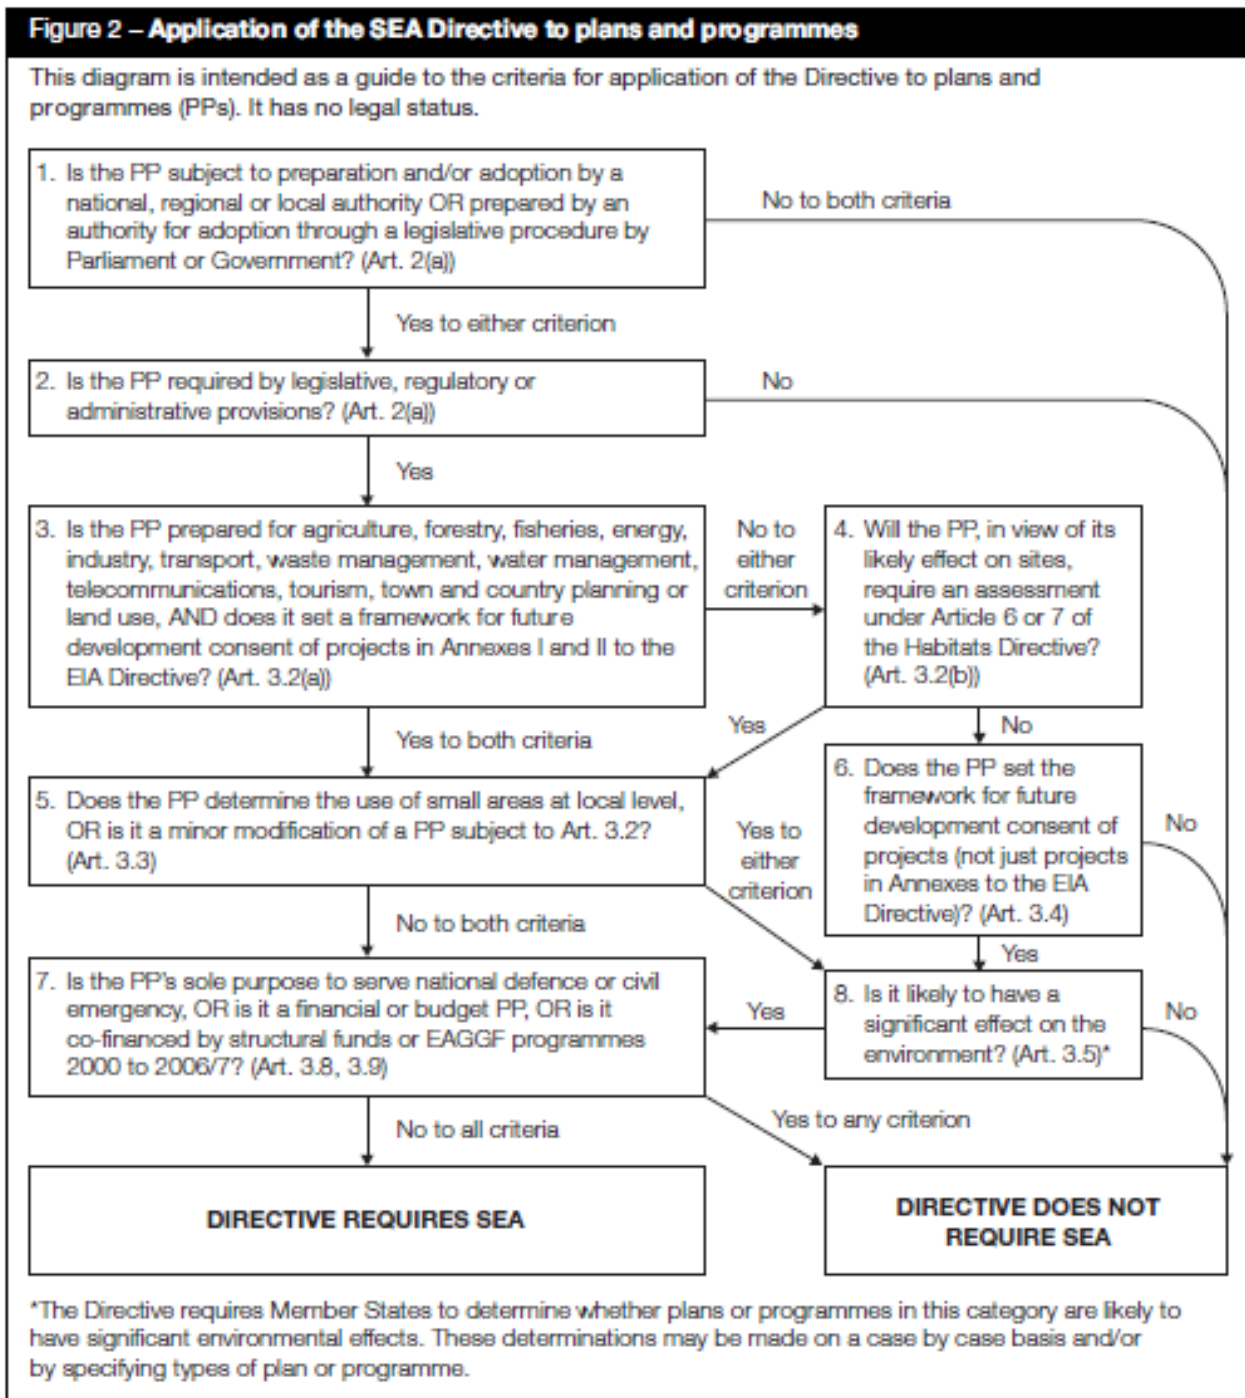 Figure 2 – Application of the SEA Directive to plans and programmes
This diagram is intended as a guide to the criteria for application of the Directive to plans and
programmes (PPs). It has no legal status.
1. Is the PP subject to preparation and/or adoption by a
national, regional or local authority OR prepared by an
authority for adoption through a legislative procedure by
Parliament or Government? (Art. 2(a))
No to both criteria
Yes to either criterion
2. Is the PP required by legislative, regulatory or
administrative provisions? (Art. 2(a))
No
Yes
3. Is the PP prepared for agriculture, forestry, fisheries, energy,
industry, transport, waste management, water management,
telecommunications, tourism, town and country planning or
land use, AND does it set a framework for future
development consent of projects in Annexes I and II to the
EIA Directive? (Art. 3.2(a))
No to
either
criterion
4. Will the PP, in view of its
likely effect on sites,
require an assessment
under Article 6 or 7 of
the Habitats Directive?
(Art. 3.2(b))
Yes to both criteria
Yes
No
5. Does the PP determine the use of small areas at local level,
OR is it a minor modification of a PP subject to Art. 3.2?
(Art. 3.3)
Yes to
either
criterion
6. Does the PP set the
framework for future
development consent of
projects (not just projects
in Annexes to the EIA
Directive)? (Art. 3.4)
No
No to both criteria
Yes
7. Is the PP's sole purpose to serve national defence or civil
emergency, OR is it a financial or budget PP, OR is it
co-financed by structural funds or EAGGF programmes
2000 to 2006/7? (Art. 3.8, 3.9)
Yes
8. Is it likely to have a
significant effect on the
environment? (Art. 3.5)*
No
No to all criteria
Yes to any criterion
DIRECTIVE REQUIRES SEA
DIRECTIVE DOES NOT
REQUIRE SEA
*The Directive requires Member States to determine whether plans or programmes in this category are likely to
have significant environmental effects. These determinations may be made on a case by case basis and/or
by specifying types of plan or programme.